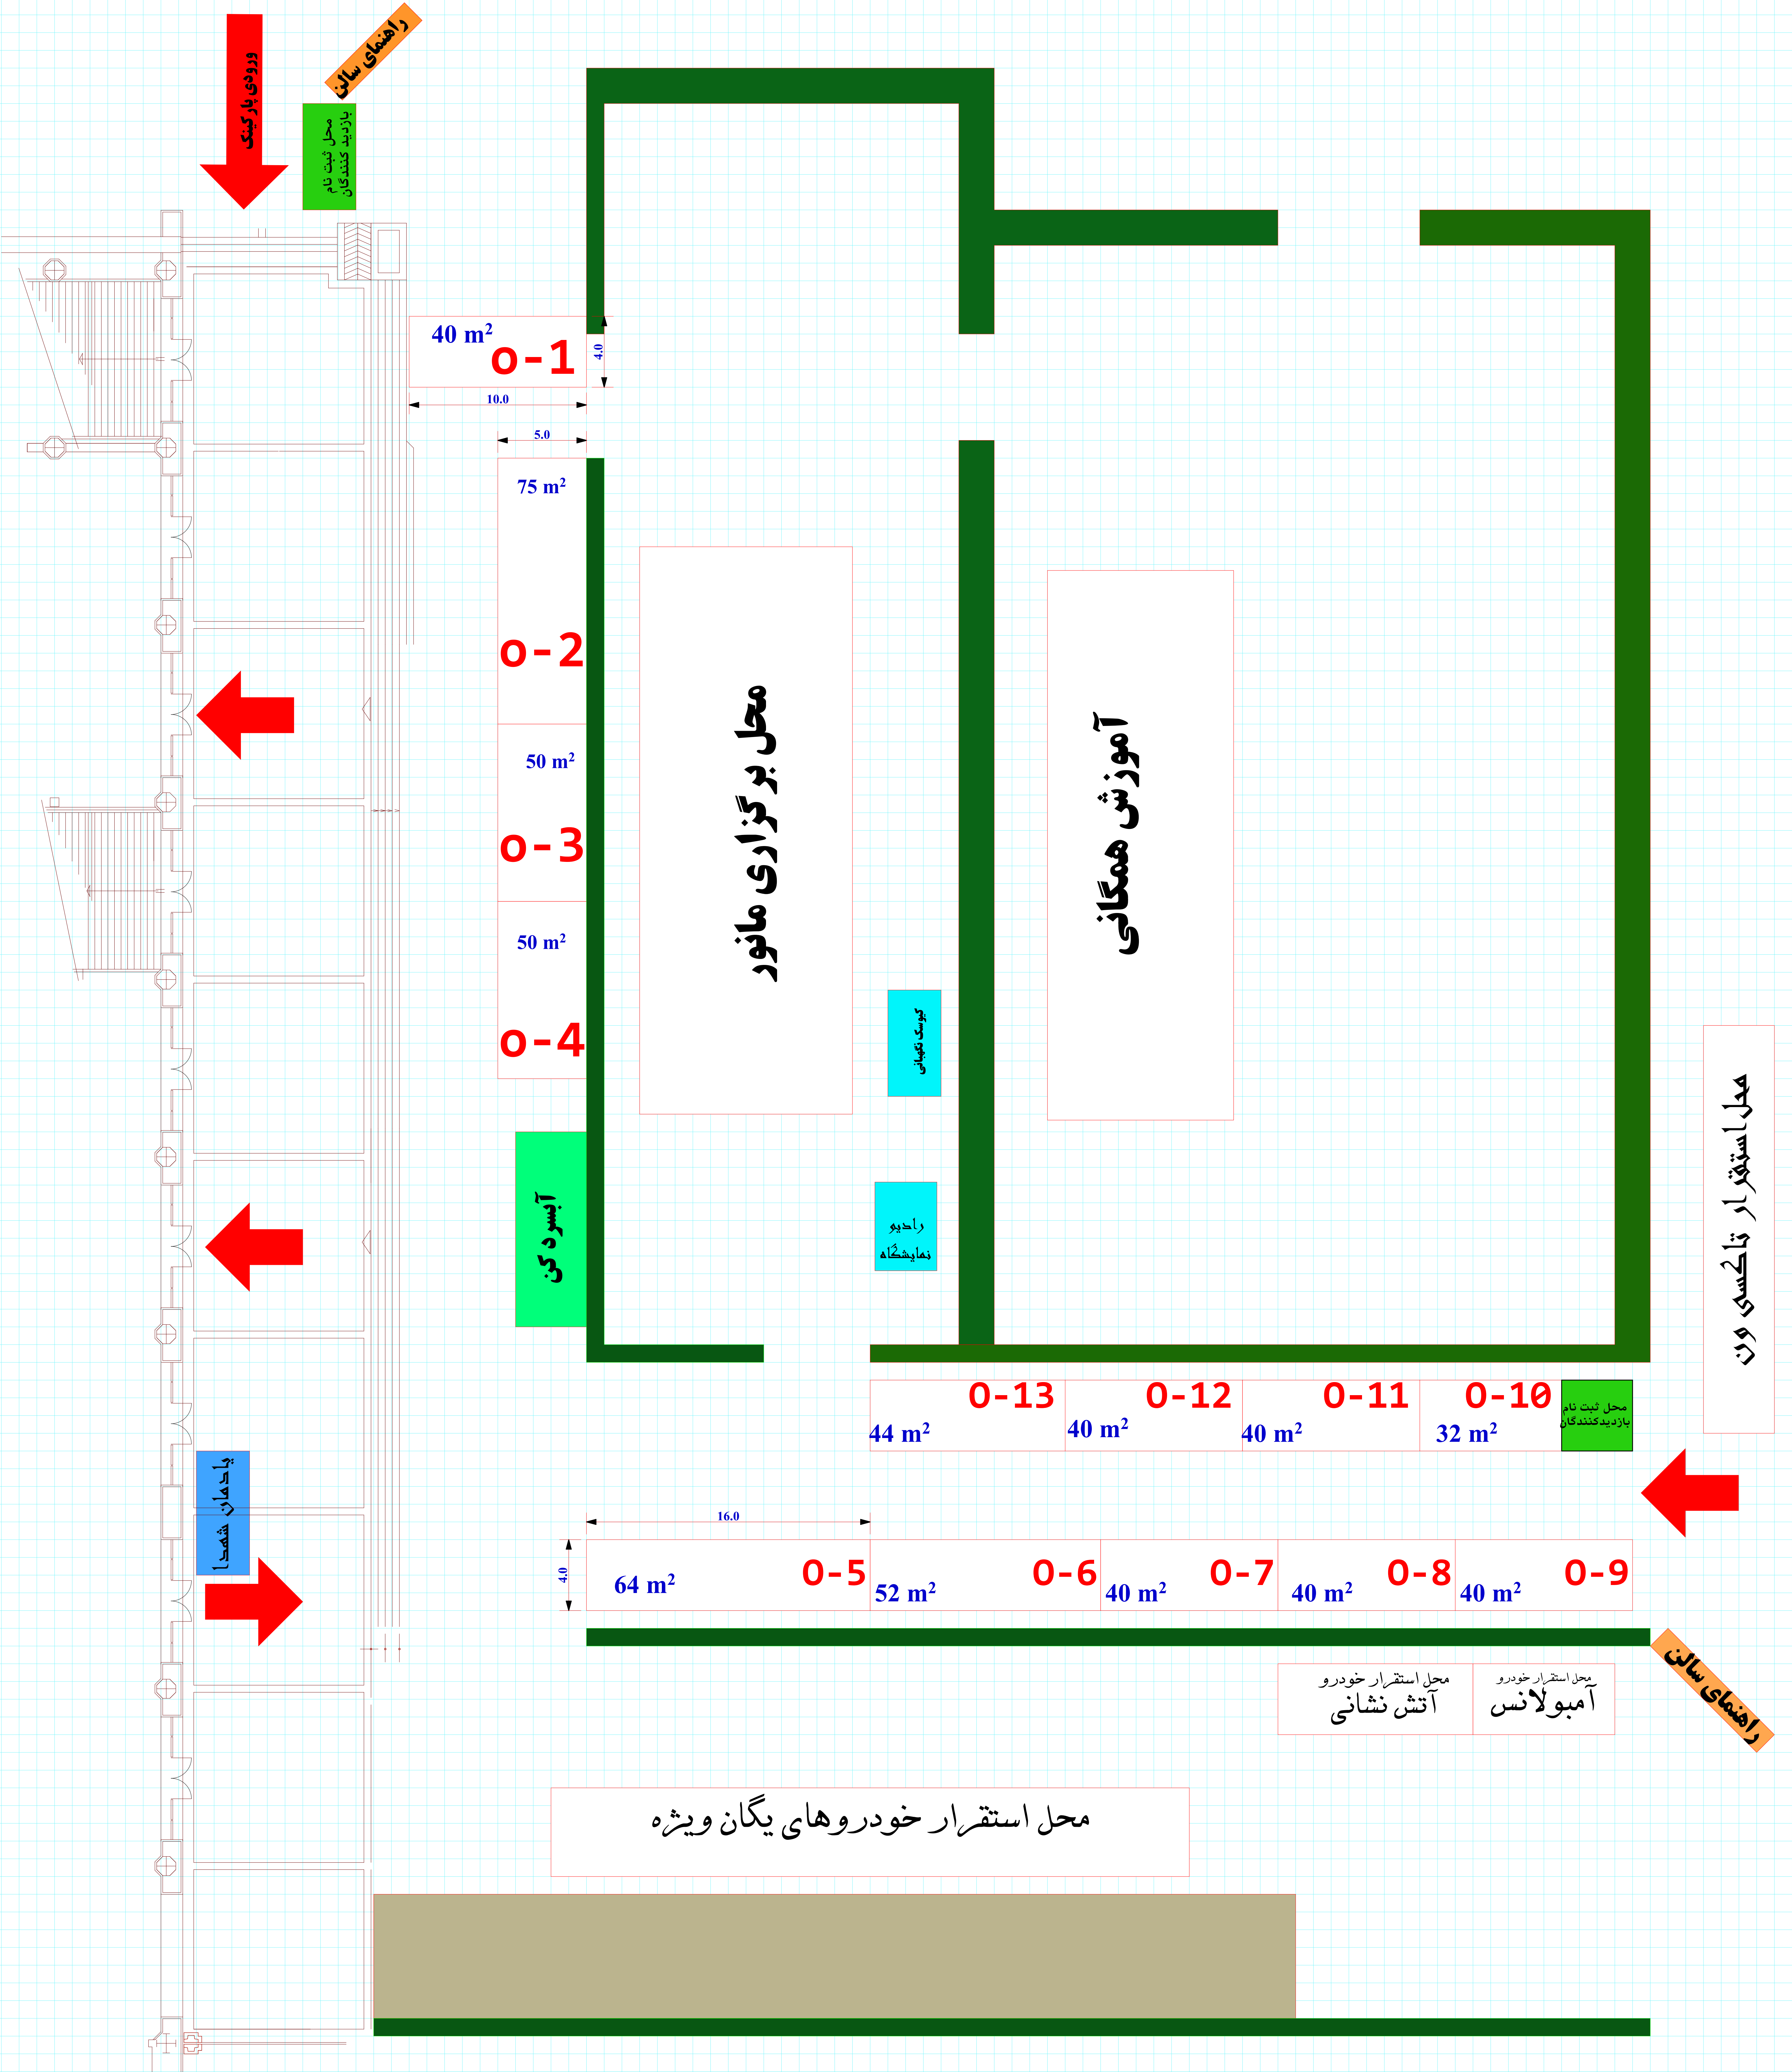 راهنمای سالن
ورودی پارکینک
محل ثبت نام
بازدید کنندگان
40 m²
O-1
4.0
10.0
5.0
75 m²
O-2
50 m²
O-3
50 m²
O-4
محل برگزاری مانور
آموزش همگانی
کیوسک نگهبانی
رادیو
نمایشگاه
آبسرد کن
محل استقرار تاکسی ون
O-13
O-12
O-11
O-10
44 m²
40 m²
40 m²
32 m²
محل ثبت نام
بازدیدکنندگان
یادمان شهدا
16.0
4.0
64 m²
O-5
52 m²
O-6
40 m²
O-7
40 m²
O-8
40 m²
O-9
راهنمای سالن
محل استقرار خودرو
آتش نشانی
محل استقرار خودرو
آمبولانس
محل استقرار خودروهای یگان ویژه